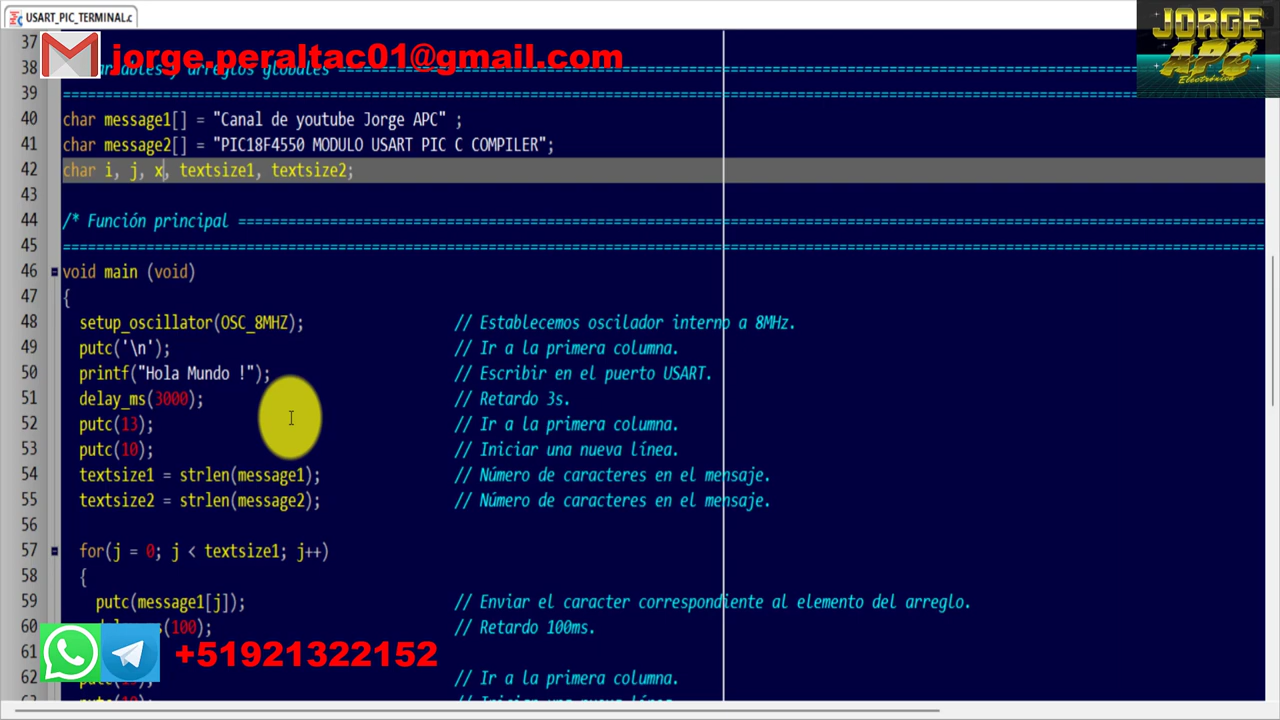 USART_PIC_TERMINAL.c
JORGE
APC
Electrónica
jorge.peraltac01@gmail.com
37
38 arreglos globales ================================
39 ================================
40 char message1[] = "Canal de youtube Jorge APC" ;
41 char message2[] = "PIC18F4550 MODULO USART PIC C COMPILER";
42 char i, j, x, textsize1, textsize2;
43
44 /* Función principal ================================
45 ================================
46 void main (void)
47 {
48 setup_oscillator(OSC_8MHZ); // Establecemos oscilador interno a 8MHz.
49 putc('\n'); // Ir a la primera columna.
50 printf("Hola Mundo !"); // Escribir en el puerto USART.
51 delay_ms(3000); // Retardo 3s.
52 putc(13); // Ir a la primera columna.
53 putc(10); // Iniciar una nueva línea.
54 textsize1 = strlen(message1); // Número de caracteres en el mensaje.
55 textsize2 = strlen(message2); // Número de caracteres en el mensaje.
56
57 for(j = 0; j < textsize1; j++)
58 {
59 putc(message1[j]); // Enviar el caracter correspondiente al elemento del arreglo.
60 (100); // Retardo 100ms.
61
+51921322152
62 // Ir a la primera columna.